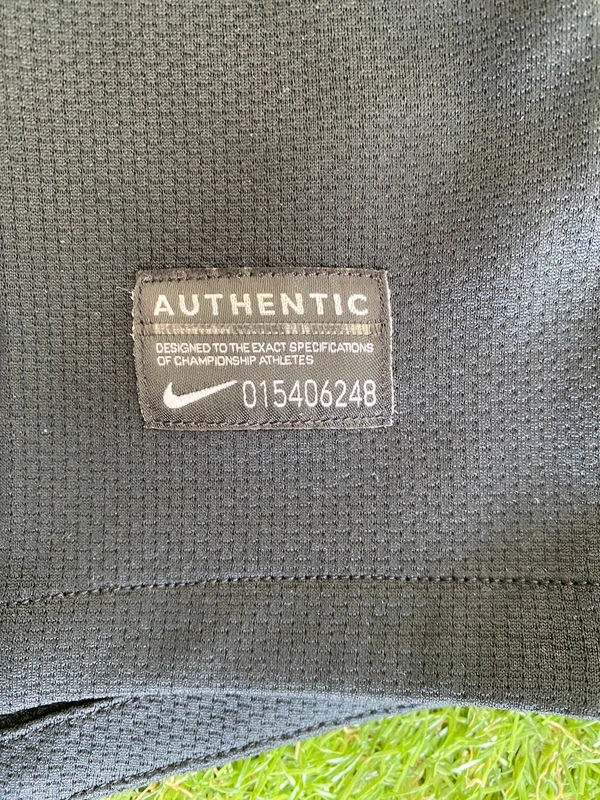 AUTHENTIC
DESIGNED TO THE EXACT SPECIFICATIONS
OF CHAMPIONSHIP ATHLETES
015406248